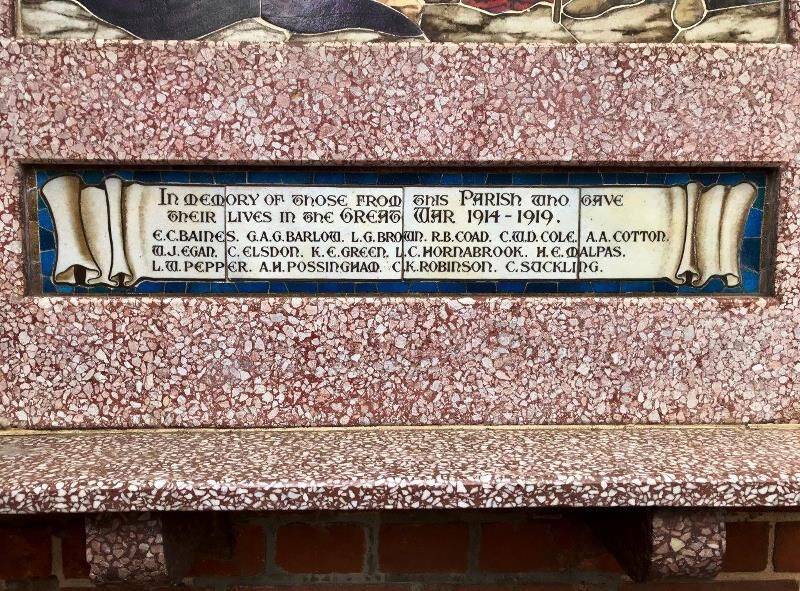 In memory of those from this Parish who gave
their lives in the Great War 1914-1919.
E.C.BAINES. G.A.G.BARLOW. L.G.BROWN. R.B.COAD. C.W.D.COLE. A.A.COTTON.
W.J.EGAN. C.ELSDON. K.E.GREEN. L.C.HORNABROOK. H.E.MALPAS.
L.W.PEPPER. A.H.POSSINGHAM. C.K.ROBINSON. C.SUCKLING.